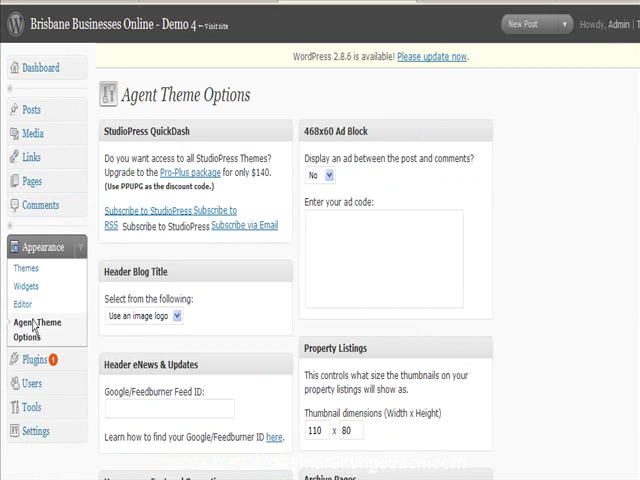 Brisbane Businesses Online - Demo 4 ← Visit site
New Post
Howdy, Admin | T
WordPress 2.8.6 is available! Please update now.
Dashboard
Posts
Media
Links
Pages
Comments
Appearance
Themes
Widgets
Editor
Agent Theme
Options
Plugins 1
Users
Tools
Settings
Agent Theme Options
StudioPress QuickDash
Do you want access to all StudioPress Themes?
Upgrade to the Pro-Plus package for only $140.
(Use PPUPG as the discount code.)
Subscribe to StudioPress Subscribe to
RSS Subscribe to StudioPress Subscribe via Email
Header Blog Title
Select from the following:
Use an image logo
Header eNews & Updates
Google/Feedburner Feed ID:
Learn how to find your Google/Feedburner ID here.
468x60 Ad Block
Display an ad between the post and comments?
No
Enter your ad code:
Property Listings
This controls what size the thumbnails on your
property listings will show as.
Thumbnail dimensions (Width x Height)
110 x 80